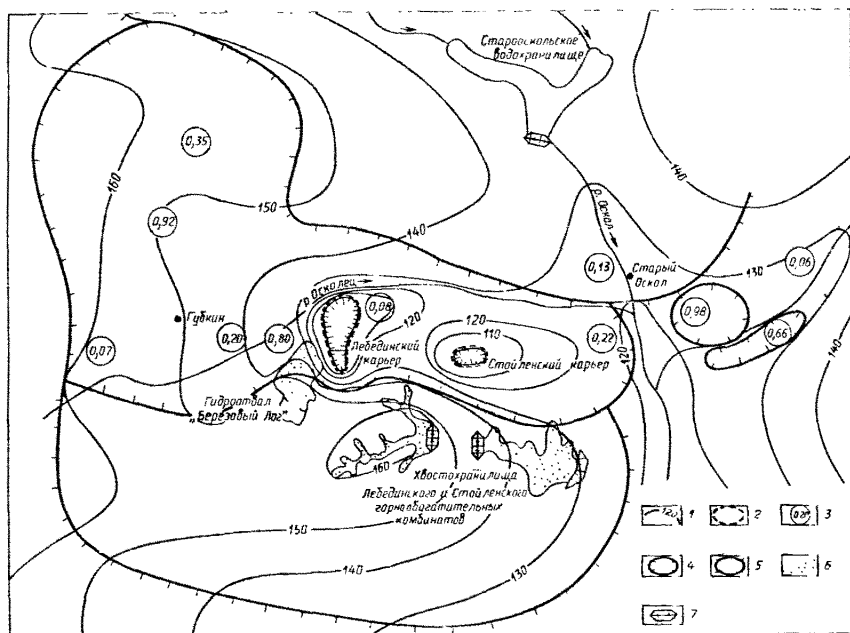 Старооскольское
водохранилище
0,35
160
0,92
150
140
140
р. Оскол
0,13
Старый
Оскол
130
0,06
р. Осколец
0,08
120
Губкин
0,20
0,80
Лебединский
карьер
120
110
Стойленский карьер
0,22
120
0,98
0,66
0,07
140
Гидроотвал
„Березовый Лог"
160
Хвостохранилища
Лебединского и Стойленского
горнообогатительных
комбинатов
150
140
130
1
2
3
4
5
6
7